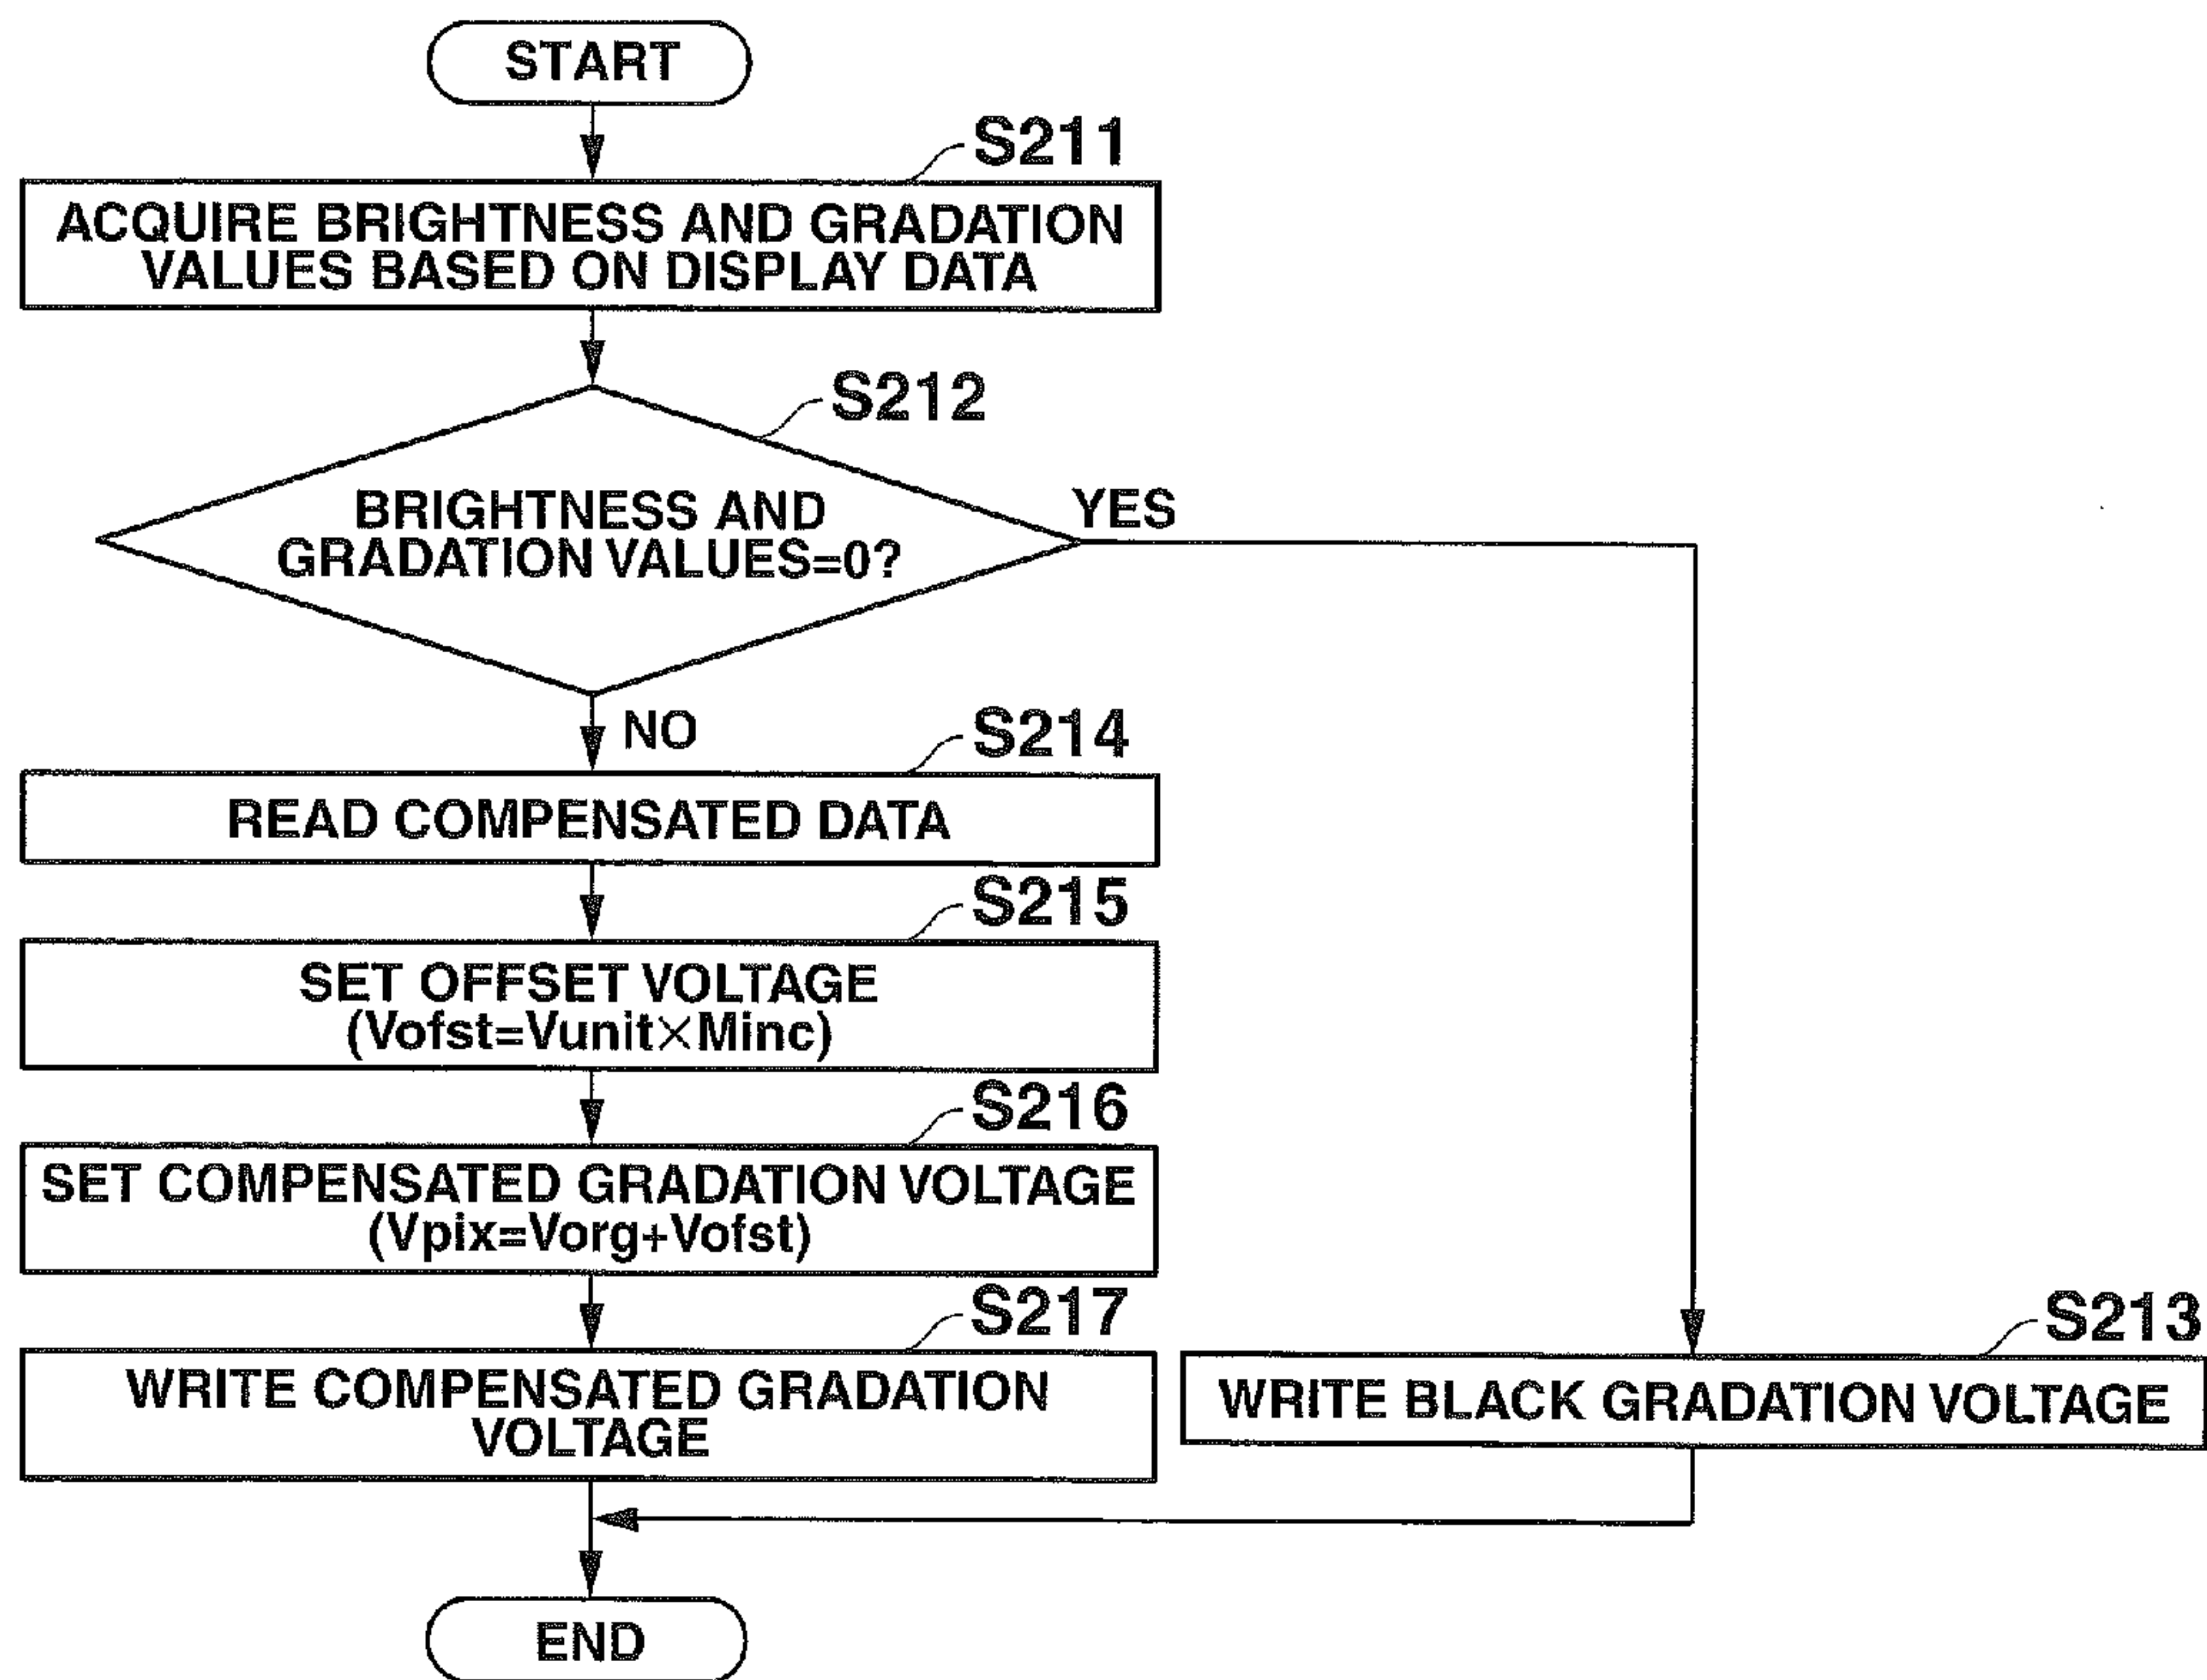 START
S211
ACQUIRE BRIGHTNESS AND GRADATION
VALUES BASED ON DISPLAY DATA
S212
BRIGHTNESS AND
GRADATION VALUES=0?
YES
NO
S214
READ COMPENSATED DATA
S215
SET OFFSET VOLTAGE
(Vofst=Vunit×Minc)
S216
SET COMPENSATED GRADATION VOLTAGE
(Vpix=Vorg+Vofst)
S217
WRITE COMPENSATED GRADATION
VOLTAGE
S213
WRITE BLACK GRADATION VOLTAGE
END